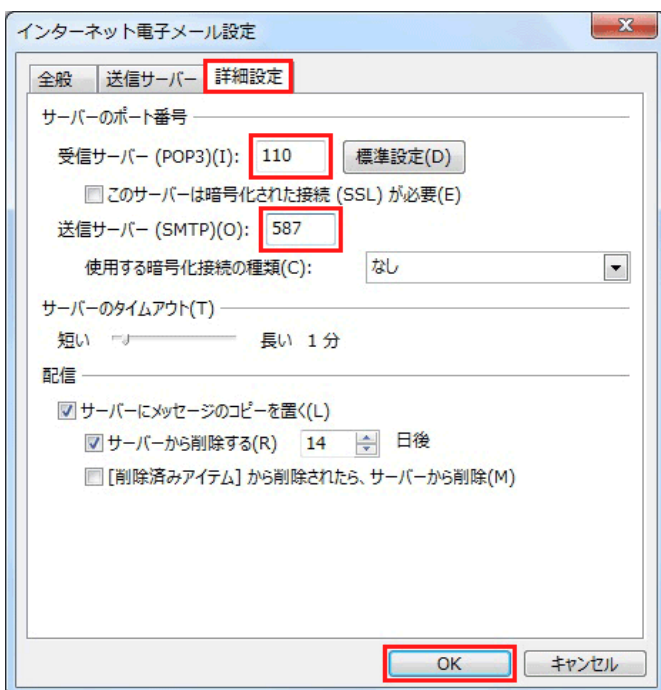 インターネット電子メール設定
全般 送信サーバー 詳細設定
サーバーのポート番号
受信サーバー (POP3)(I): 110 標準設定(D)
このサーバーは暗号化された接続 (SSL) が必要(E)
送信サーバー (SMTP)(O): 587
使用する暗号化接続の種類(C): なし
サーバーのタイムアウト(T)
短い 長い 1 分
配信
サーバーにメッセージのコピーを置く(L)
サーバーから削除する(R) 14 日後
[削除済みアイテム] から削除されたら、サーバーから削除(M)
OK キャンセル